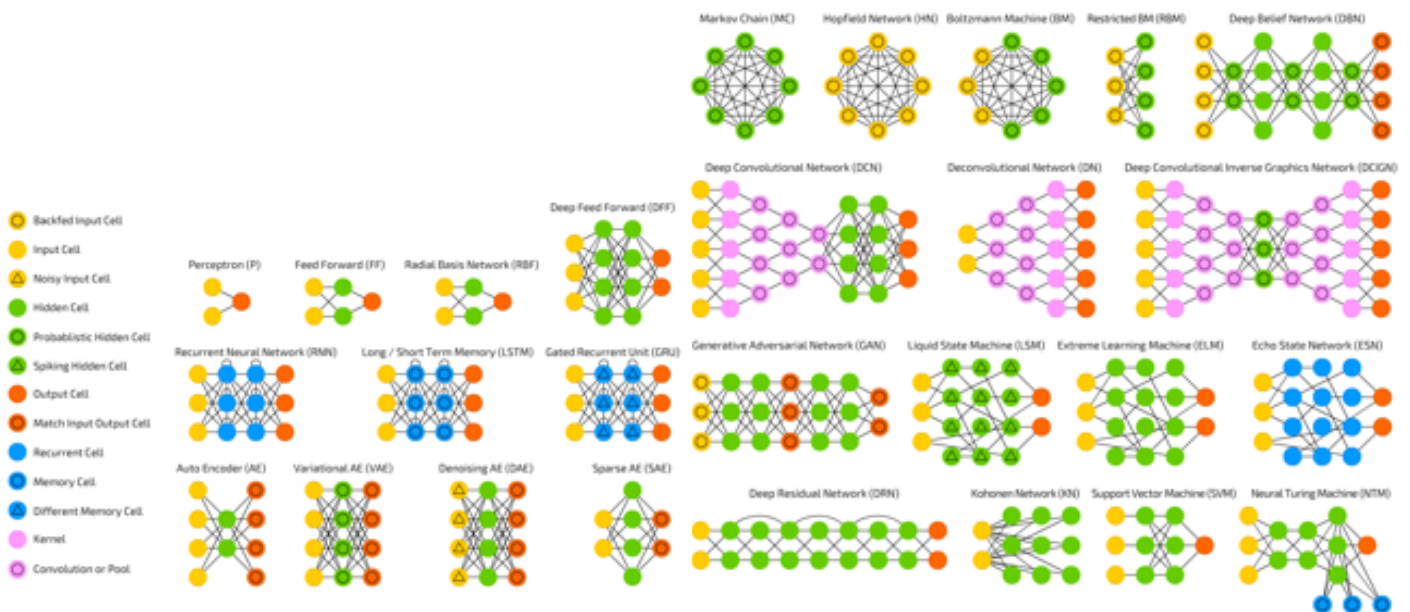 Markov Chain (MC)
Hopfield Network (HN)
Boltzmann Machine (BM)
Restricted BM (RBM)
Deep Belief Network (DBN)
Deep Convolutional Network (DCN)
Deconvolutional Network (DN)
Deep Convolutional Inverse Graphics Network (DCIGN)
Backfed Input Cell
Input Cell
Noisy Input Cell
Hidden Cell
Probablistic Hidden Cell
Spiking Hidden Cell
Output Cell
Match Input Output Cell
Recurrent Cell
Memory Cell
Different Memory Cell
Kernel
Convolution or Pool
Deep Feed Forward (DFF)
Perceptron (P)
Feed Forward (FF)
Radial Basis Network (RBF)
Recurrent Neural Network (RNN)
Long / Short Term Memory (LSTM)
Gated Recurrent Unit (GRU)
Generative Adversarial Network (GAN)
Liquid State Machine (LSM)
Extreme Learning Machine (ELM)
Echo State Network (ESN)
Auto Encoder (AE)
Variational AE (VAE)
Denoising AE (DAE)
Sparse AE (SAE)
Deep Residual Network (DRN)
Kohonen Network (KN)
Support Vector Machine (SVM)
Neural Turing Machine (NTM)